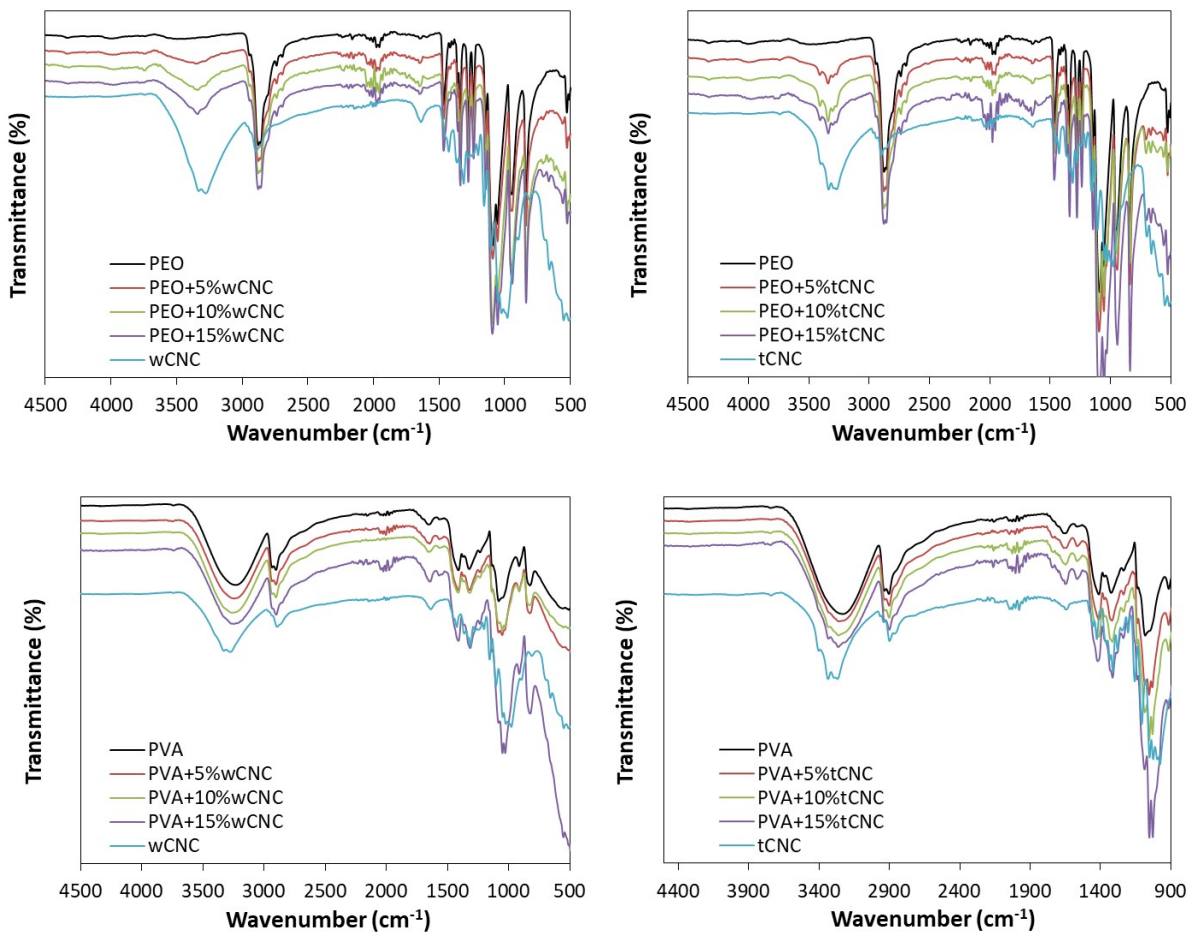 Transmittance (%)
PEO
PEO+5%wCNC
PEO+10%wCNC
PEO+15%wCNC
wCNC
4500 4000 3500 3000 2500 2000 1500 1000 500
Wavenumber (cm-1)
Transmittance (%)
PEO
PEO+5%tCNC
PEO+10%tCNC
PEO+15%tCNC
tCNC
4500 3500 2500 1500 500
4500 4000 3500 3000 2500 2000 1500 1000 500
Wavenumber (cm-1)
Transmittance (%)
PVA
PVA+5%wCNC
PVA+10%wCNC
PVA+15%wCNC
wCNC
4500 4000 3500 3000 2500 2000 1500 1000 500
Wavenumber (cm-1)
Transmittance (%)
PVA
PVA+5%tCNC
PVA+10%tCNC
PVA+15%tCNC
tCNC
4400 3900 3400 2900 2400 1900 1400 900
Wavenumber (cm-1)